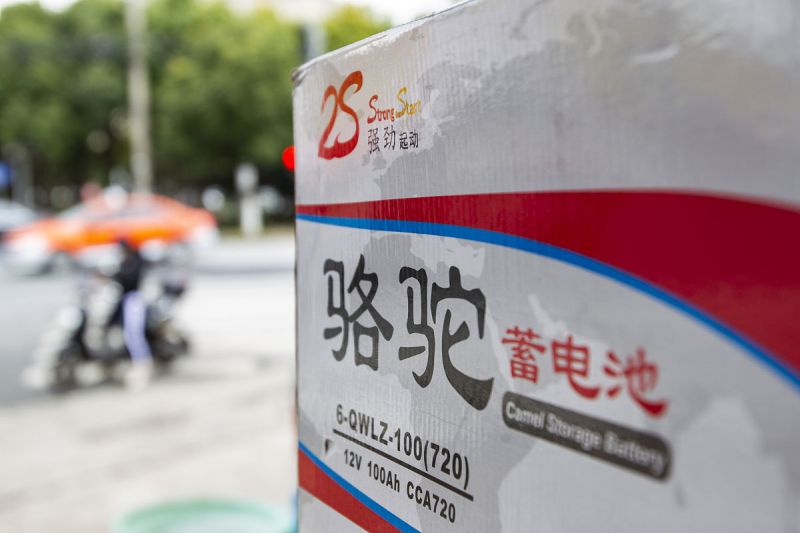 2S Strong Start
强劲起动
骆驼蓄电池
Camel Storage Battery
6-QWLZ-100(720)
12V 100Ah CCA720